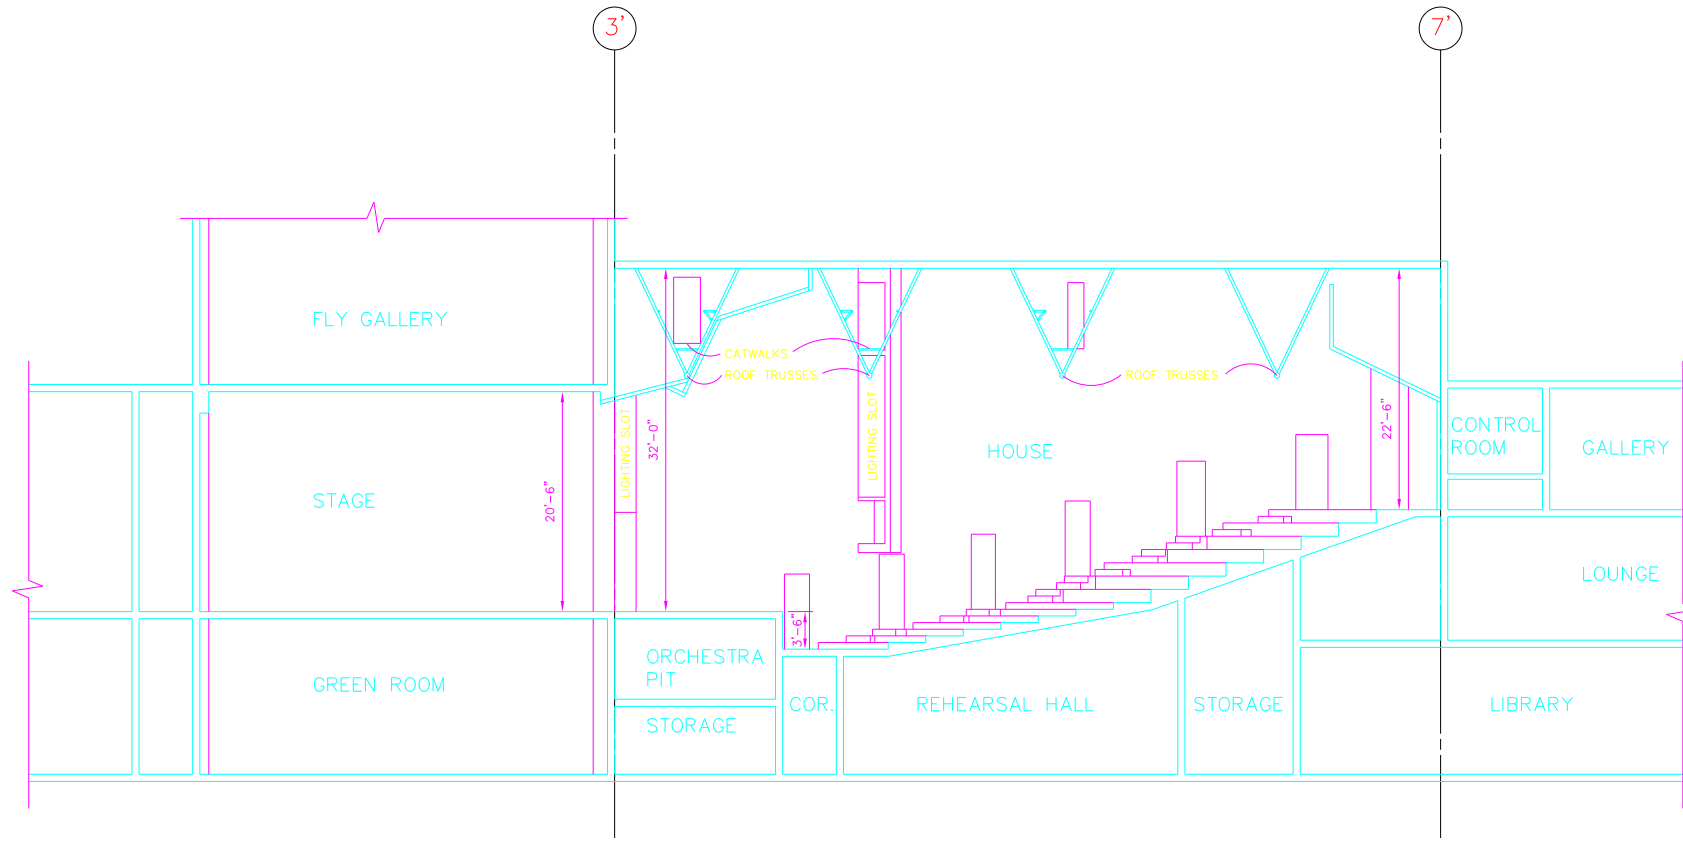 3'
7'
FLY GALLERY
CATWALKS
ROOF TRUSSES
ROOF TRUSSES
LIGHTING SLOT
32'-0"
LIGHTING SLOT
22'-6"
CONTROL
ROOM
GALLERY
HOUSE
STAGE
20'-6"
LOUNGE
3'-6"
ORCHESTRA
PIT
GREEN ROOM
COR.
REHEARSAL HALL
STORAGE
LIBRARY
STORAGE